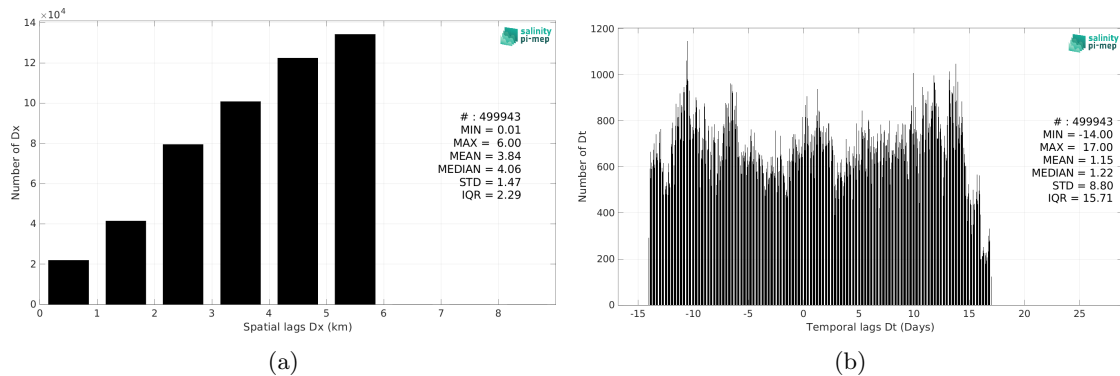 ×10⁴
14
12
10
8
6
4
2
0
0 1 2 3 4 5 6 7 8
Number of Dx
Spatial lags Dx (km)
salinity
pi-mep
# : 499943
MIN = 0.01
MAX = 6.00
MEAN = 3.84
MEDIAN = 4.06
STD = 1.47
IQR = 2.29
(a)
1200
1000
800
600
400
200
0
-15 -10 -5 0 5 10 15 20 25
Number of Dt
Temporal lags Dt (Days)
salinity
pi-mep
# : 499943
MIN = -14.00
MAX = 17.00
MEAN = 1.15
MEDIAN = 1.22
STD = 8.80
IQR = 15.71
(b)